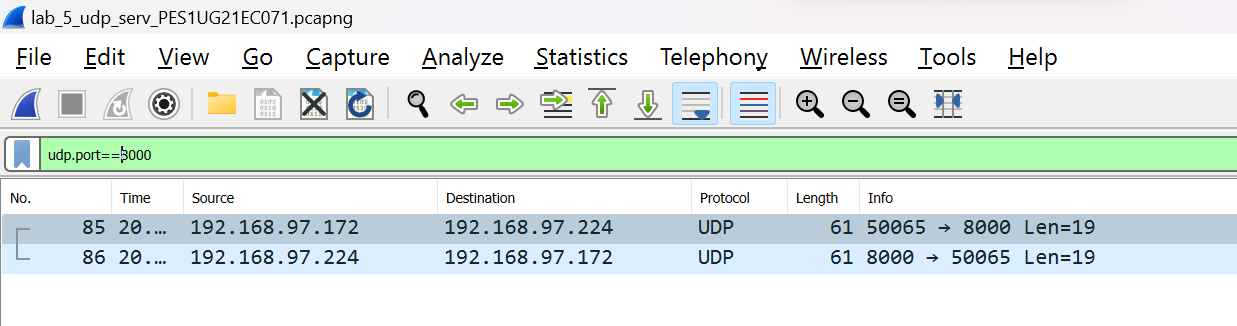 lab_5_udp_serv_PES1UG21EC071.pcapng
File Edit View Go Capture Analyze Statistics Telephony Wireless Tools Help
udp.port==8000
No. Time Source Destination Protocol Length Info
85 20.… 192.168.97.172 192.168.97.224 UDP 61 50065 → 8000 Len=19
86 20.… 192.168.97.224 192.168.97.172 UDP 61 8000 → 50065 Len=19